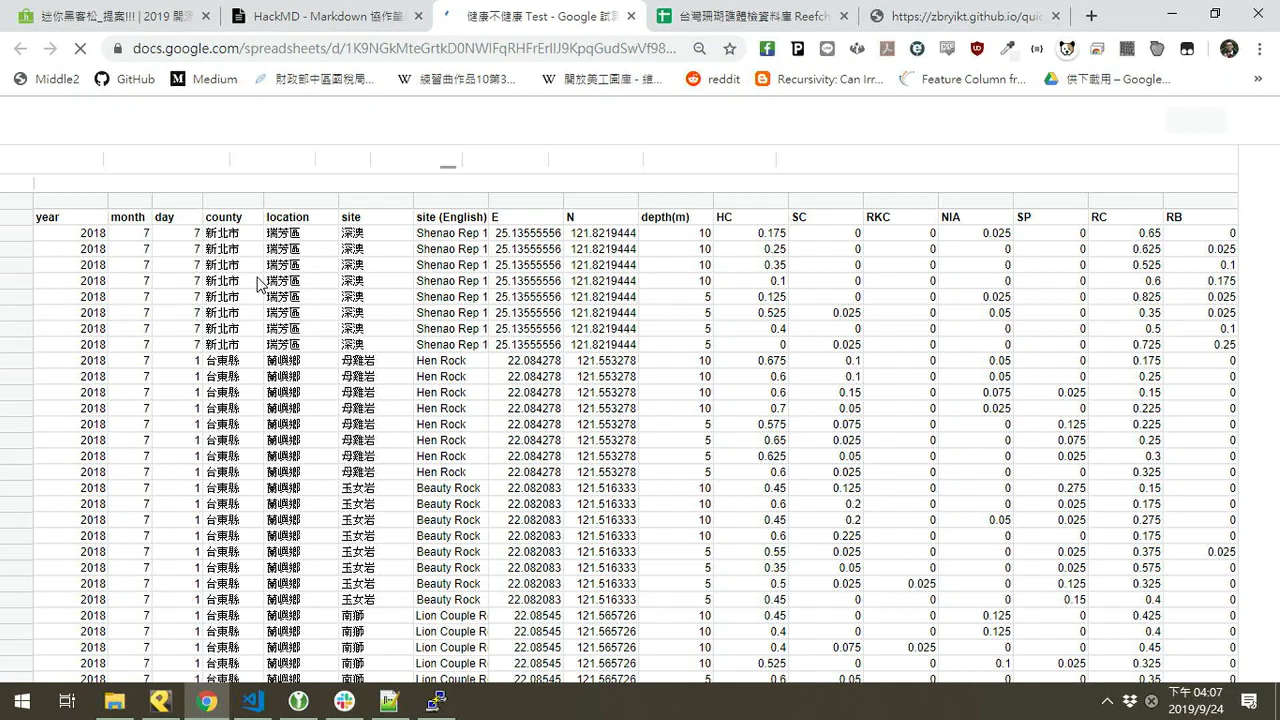 迷你黑客松_提案!!! | 2019 開源
HackMD - Markdown 協作
健康不健康 Test - Google 試算
台灣珊瑚礁體檢資料庫 Reefch
https://zbryikt.github.io/quic
docs.google.com/spreadsheets/d/1K9NGkMteGrtkD0NWIFqRHFrErlIJ9KpqGudSwVf98...
Middle2 GitHub Medium 財政部中區國稅局... 練習曲作品10第3... 開放美工圖庫 - 維... reddit Recursivity: Can Irr... Feature Column fr... 供下載用 – Google... »
year month day county location site site (English) E N depth(m) HC SC RKC NIA SP RC RB
2018 7 7 新北市 瑞芳區 深澳 Shenao Rep 1 25.13555556 121.8219444 10 0.175 0 0 0.025 0 0.65 0
2018 7 7 新北市 瑞芳區 深澳 Shenao Rep 1 25.13555556 121.8219444 10 0.25 0 0 0 0 0.625 0.025
2018 7 7 新北市 瑞芳區 深澳 Shenao Rep 1 25.13555556 121.8219444 10 0.35 0 0 0 0 0.525 0.1
2018 7 7 新北市 瑞芳區 深澳 Shenao Rep 1 25.13555556 121.8219444 10 0.1 0 0 0 0 0.6 0.175
2018 7 7 新北市 瑞芳區 深澳 Shenao Rep 1 25.13555556 121.8219444 5 0.125 0 0 0.025 0 0.825 0.025
2018 7 7 新北市 瑞芳區 深澳 Shenao Rep 1 25.13555556 121.8219444 5 0.525 0.025 0 0.05 0 0.35 0.025
2018 7 7 新北市 瑞芳區 深澳 Shenao Rep 1 25.13555556 121.8219444 5 0.4 0 0 0 0 0.5 0.1
2018 7 7 新北市 瑞芳區 深澳 Shenao Rep 1 25.13555556 121.8219444 5 0 0.025 0 0 0 0.725 0.25
2018 7 1 台東縣 蘭嶼鄉 母雞岩 Hen Rock 22.084278 121.553278 10 0.675 0.1 0 0.05 0 0.175 0
2018 7 1 台東縣 蘭嶼鄉 母雞岩 Hen Rock 22.084278 121.553278 10 0.6 0.1 0 0.05 0 0.25 0
2018 7 1 台東縣 蘭嶼鄉 母雞岩 Hen Rock 22.084278 121.553278 10 0.6 0.15 0 0.075 0.025 0.15 0
2018 7 1 台東縣 蘭嶼鄉 母雞岩 Hen Rock 22.084278 121.553278 10 0.7 0.05 0 0.025 0 0.225 0
2018 7 1 台東縣 蘭嶼鄉 母雞岩 Hen Rock 22.084278 121.553278 5 0.575 0.075 0 0 0.125 0.225 0
2018 7 1 台東縣 蘭嶼鄉 母雞岩 Hen Rock 22.084278 121.553278 5 0.65 0.025 0 0 0.075 0.25 0
2018 7 1 台東縣 蘭嶼鄉 母雞岩 Hen Rock 22.084278 121.553278 5 0.625 0.05 0 0 0.025 0.3 0
2018 7 1 台東縣 蘭嶼鄉 母雞岩 Hen Rock 22.084278 121.553278 5 0.6 0.025 0 0 0 0.325 0
2018 7 1 台東縣 蘭嶼鄉 玉女岩 Beauty Rock 22.082083 121.516333 10 0.45 0.125 0 0 0.275 0.15 0
2018 7 1 台東縣 蘭嶼鄉 玉女岩 Beauty Rock 22.082083 121.516333 10 0.6 0.2 0 0 0.025 0.175 0
2018 7 1 台東縣 蘭嶼鄉 玉女岩 Beauty Rock 22.082083 121.516333 10 0.45 0.2 0 0.05 0.025 0.275 0
2018 7 1 台東縣 蘭嶼鄉 玉女岩 Beauty Rock 22.082083 121.516333 10 0.6 0.225 0 0 0 0.175 0
2018 7 1 台東縣 蘭嶼鄉 玉女岩 Beauty Rock 22.082083 121.516333 5 0.55 0.025 0 0 0.025 0.375 0.025
2018 7 1 台東縣 蘭嶼鄉 玉女岩 Beauty Rock 22.082083 121.516333 5 0.35 0.05 0 0 0.025 0.575 0
2018 7 1 台東縣 蘭嶼鄉 玉女岩 Beauty Rock 22.082083 121.516333 5 0.5 0.025 0.025 0 0.125 0.325 0
2018 7 1 台東縣 蘭嶼鄉 玉女岩 Beauty Rock 22.082083 121.516333 5 0.45 0 0 0 0.15 0.4 0
2018 7 1 台東縣 蘭嶼鄉 南獅 Lion Couple R 22.08545 121.565726 10 0.45 0 0 0.125 0 0.425 0
2018 7 1 台東縣 蘭嶼鄉 南獅 Lion Couple R 22.08545 121.565726 10 0.4 0 0 0.125 0 0.4 0
2018 7 1 台東縣 蘭嶼鄉 南獅 Lion Couple R 22.08545 121.565726 10 0.4 0.075 0.025 0 0 0.45 0
2018 7 1 台東縣 蘭嶼鄉 南獅 Lion Couple R 22.08545 121.565726 10 0.525 0 0 0.1 0.025 0.325 0
2018 7 1 台東縣 蘭嶼鄉 南獅 Lion Couple R 22.08545 121.565726 5 0.6 0.05 0 0 0 0.35 0
下午 04:07
2019/9/24